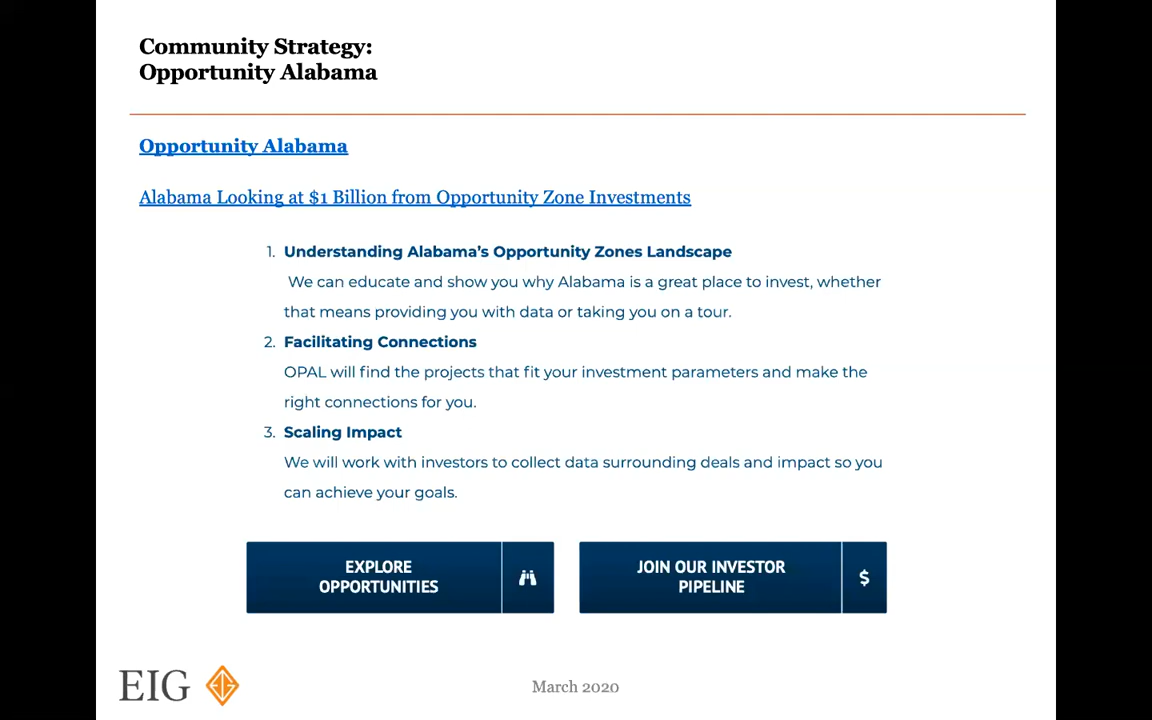 Community Strategy:
Opportunity Alabama
Opportunity Alabama
Alabama Looking at $1 Billion from Opportunity Zone Investments
1. Understanding Alabama’s Opportunity Zones Landscape
We can educate and show you why Alabama is a great place to invest, whether
that means providing you with data or taking you on a tour.
2. Facilitating Connections
OPAL will find the projects that fit your investment parameters and make the
right connections for you.
3. Scaling Impact
We will work with investors to collect data surrounding deals and impact so you
can achieve your goals.
EXPLORE
OPPORTUNITIES
JOIN OUR INVESTOR
PIPELINE
$
EIG
March 2020